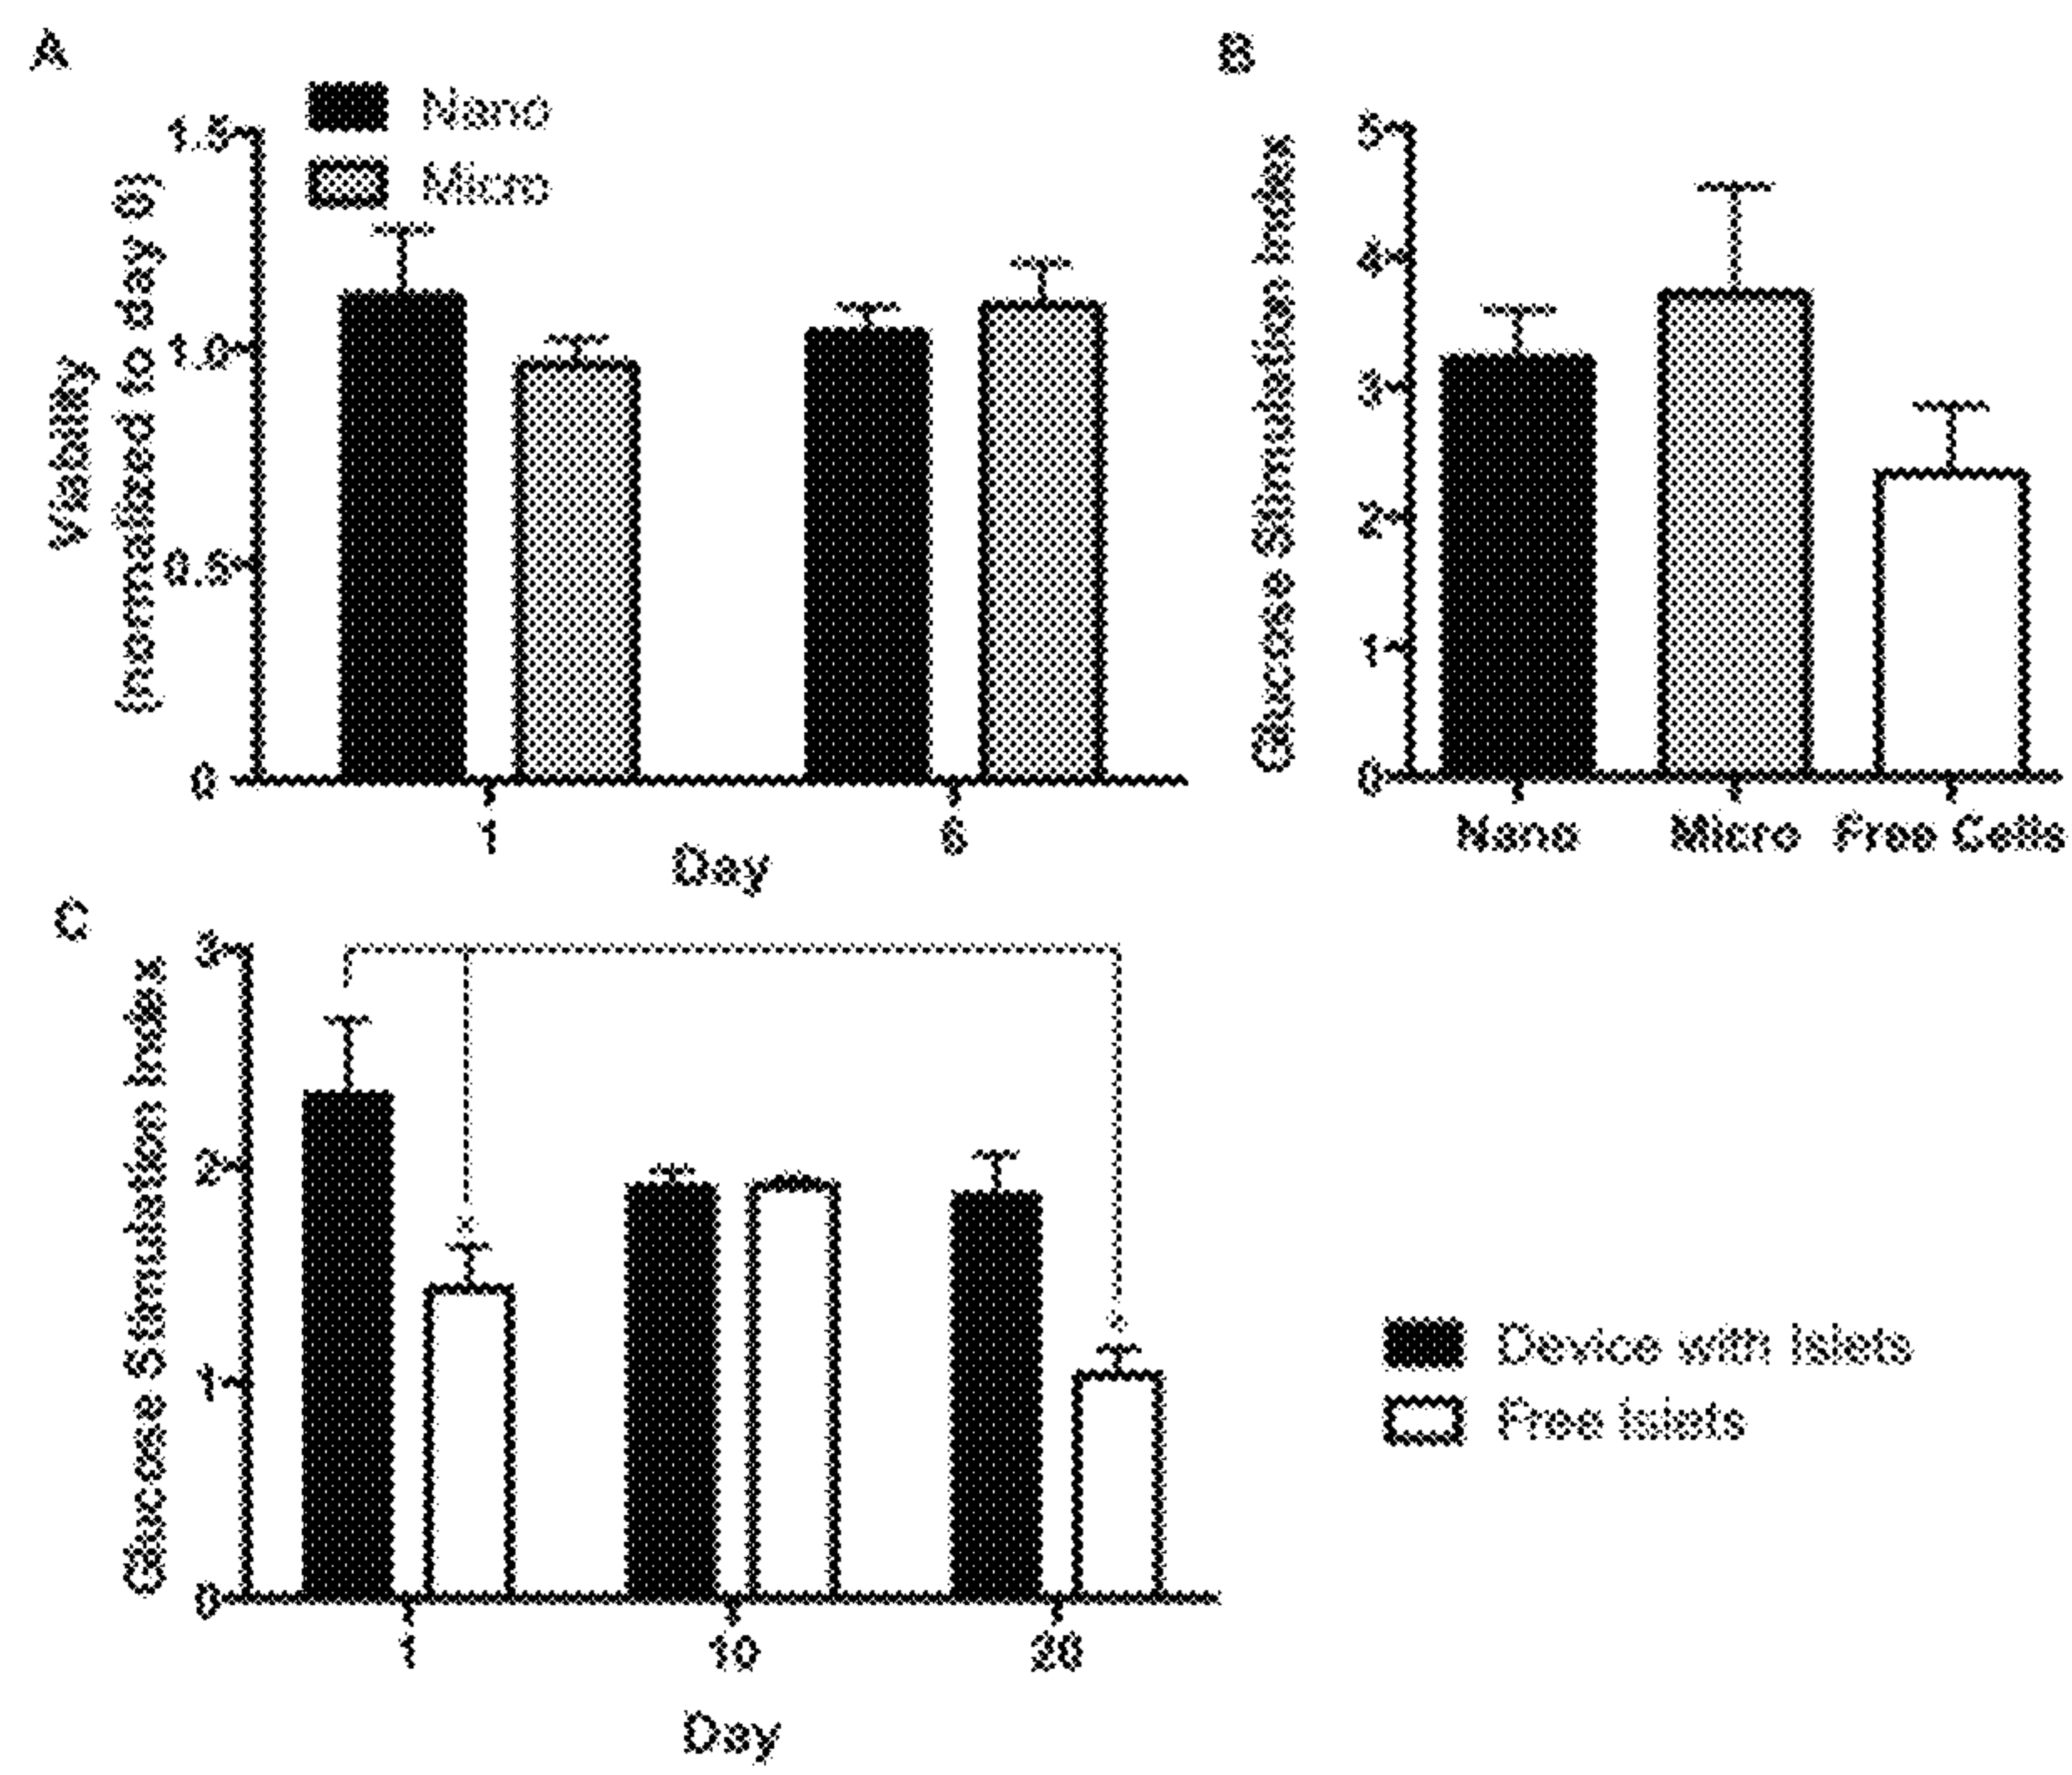 A
Nano
Micro
Viability
(normalized to day 0)
1.5
1.0
0.5
0
1
6
Day
B
Glucose Stimulation Index
5
4
3
2
1
0
Nano
Micro
Free Cells
C
Glucose Stimulation Index
3
2
1
0
*
*
1
10
20
Day
Device with Islets
Free Islets